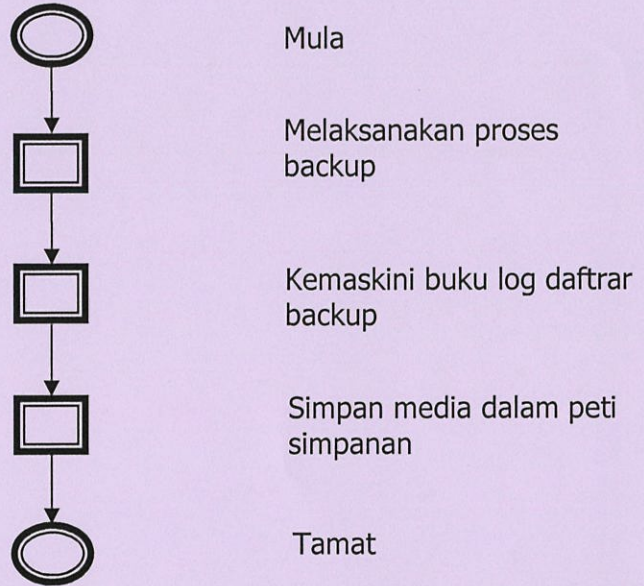 Mula
Melaksanakan proses
backup
Kemaskini buku log daftrar
backup
Simpan media dalam peti
simpanan
Tamat